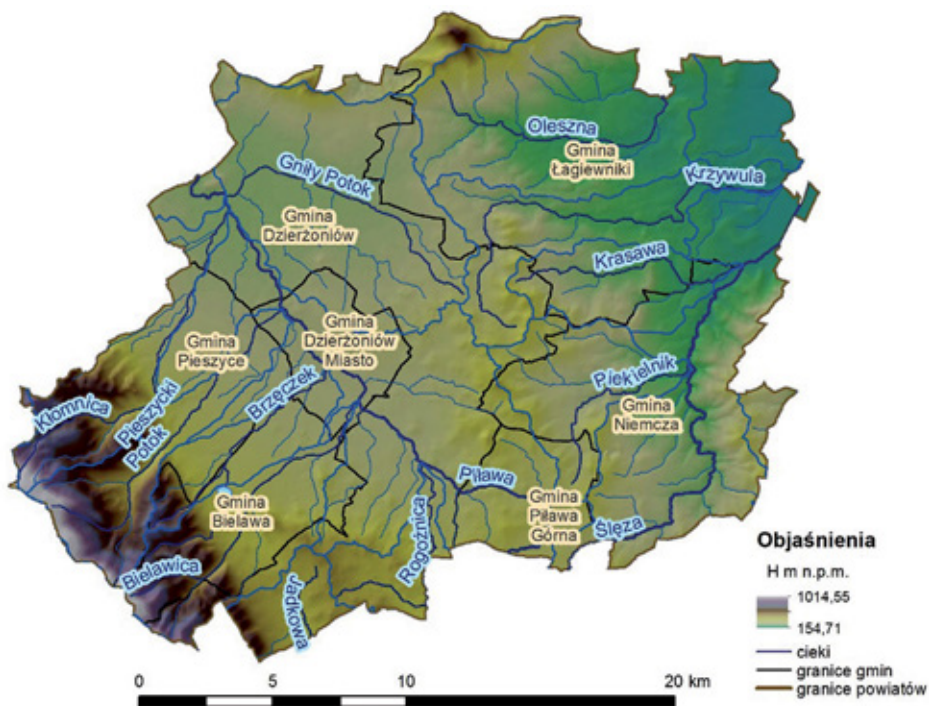 Oleszna
Gmina
Łagiewniki
Gniły Potok
Krzywula
Gmina
Dzierżoniów
Krasawa
Gmina
Dzierżoniów
Miasto
Gmina
Pieszyce
Piekielnik
Kłomnica
Pieszycki
Potok
Brzęczek
Gmina
Niemcza
Piława
Gmina
Bielawa
Gmina
Piława
Górna
Rogoźnica
Ślęza
Bielawica
Jadkowa
Objaśnienia
H m n.p.m.
1014,55
154,71
cieki
granice gmin
granice powiatów
0 5 10 20 km